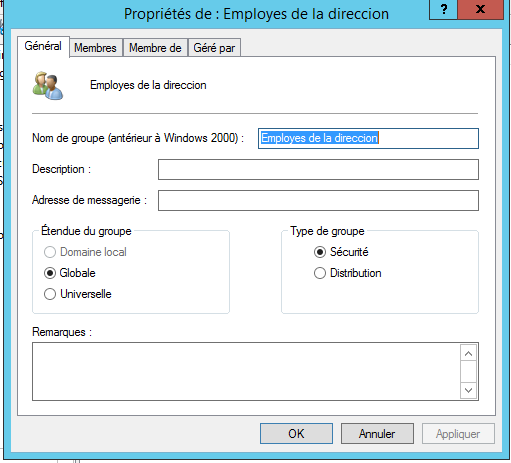 Propriétés de : Employes de la direccion
? x
Général Membres Membre de Géré par
Employes de la direccion
Nom de groupe (antérieur à Windows 2000) : Employes de la direccion
Description :
Adresse de messagerie :
Étendue du groupe
Domaine local
Globale
Universelle
Type de groupe
Sécurité
Distribution
Remarques :
OK Annuler Appliquer